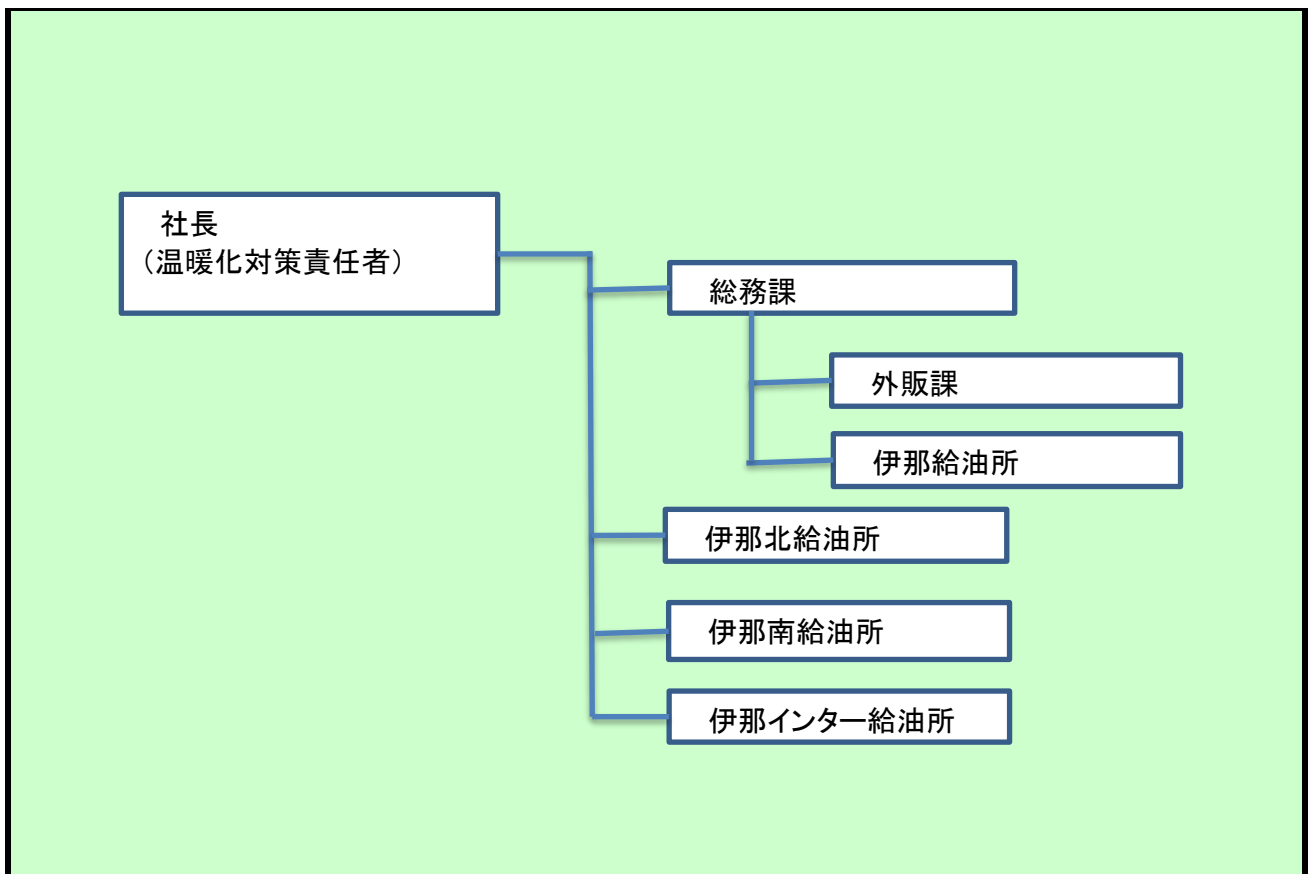 社長
（温暖化対策責任者）
総務課
外販課
伊那給油所
伊那北給油所
伊那南給油所
伊那インター給油所